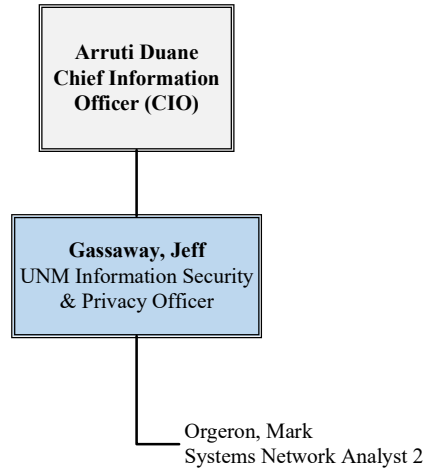 Arruti Duane
Chief Information
Officer (CIO)
Gassaway, Jeff
UNM Information Security
& Privacy Officer
Orgeron, Mark
Systems Network Analyst 2